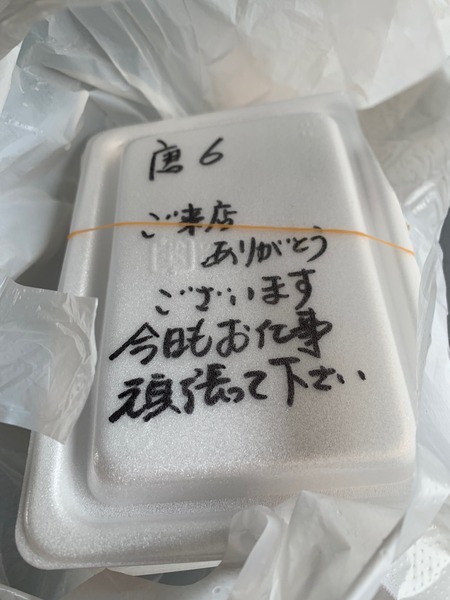 唐6
ご来店
ありがとう
ございます
今日もお仕事
頑張って下さい